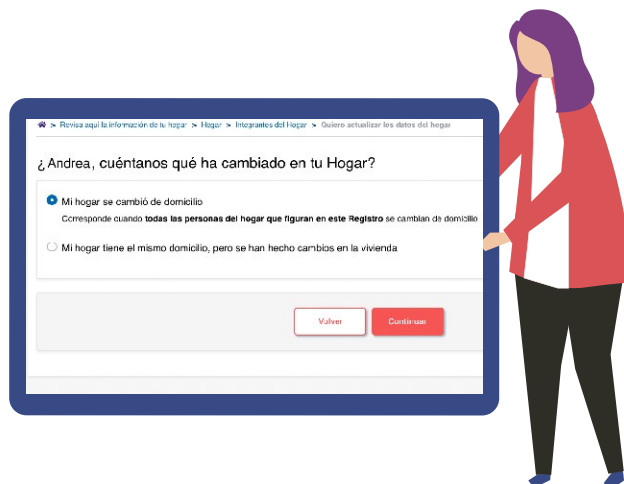 > Revisa aquí la información de tu hogar > Hogar > Integrantes del Hogar > Quiero actualizar los datos del hogar
¿Andrea, cuéntanos qué ha cambiado en tu Hogar?
Mi hogar se cambió de domicilio
Corresponde cuando todas las personas del hogar que figuran en este Registro se cambian de domicilio
Mi hogar tiene el mismo domicilio, pero se han hecho cambios en la vivienda
Volver Continuar